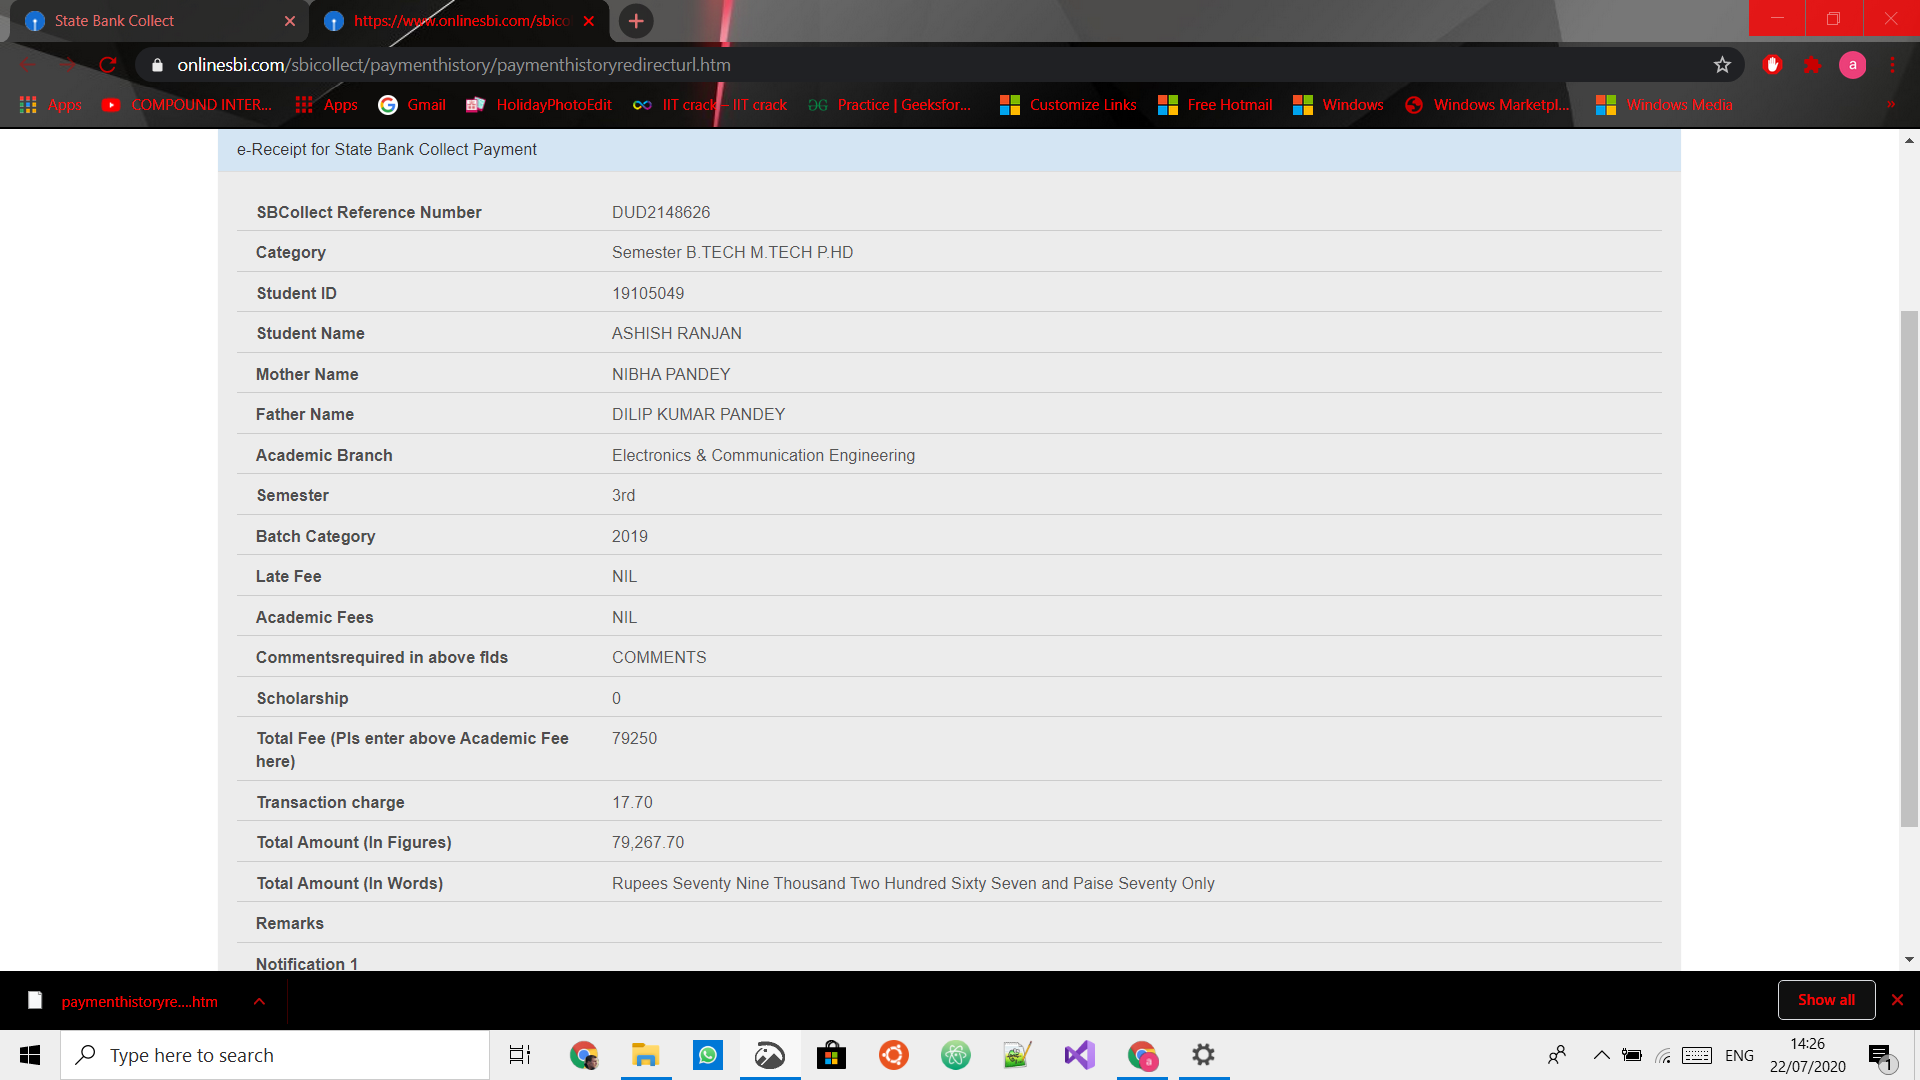 State Bank Collect
https://www.onlinesbi.com/sbico
onlinesbi.com/sbicollect/paymenthistory/paymenthistoryredirecturl.htm
a
Apps
COMPOUND INTER...
Apps
Gmail
HolidayPhotoEdit
IIT crack – IIT crack
Practice | Geeksfor...
Customize Links
Free Hotmail
Windows
Windows Marketpl...
Windows Media
»
e-Receipt for State Bank Collect Payment
SBCollect Reference Number DUD2148626
Category Semester B.TECH M.TECH P.HD
Student ID 19105049
Student Name ASHISH RANJAN
Mother Name NIBHA PANDEY
Father Name DILIP KUMAR PANDEY
Academic Branch Electronics & Communication Engineering
Semester 3rd
Batch Category 2019
Late Fee NIL
Academic Fees NIL
Commentsrequired in above flds COMMENTS
Scholarship 0
Total Fee (Pls enter above Academic Fee 79250
here)
Transaction charge 17.70
Total Amount (In Figures) 79,267.70
Total Amount (In Words) Rupees Seventy Nine Thousand Two Hundred Sixty Seven and Paise Seventy Only
Remarks
Notification 1
paymenthistoryre....htm
Show all
Type here to search
a
ENG
14:26
22/07/2020
1